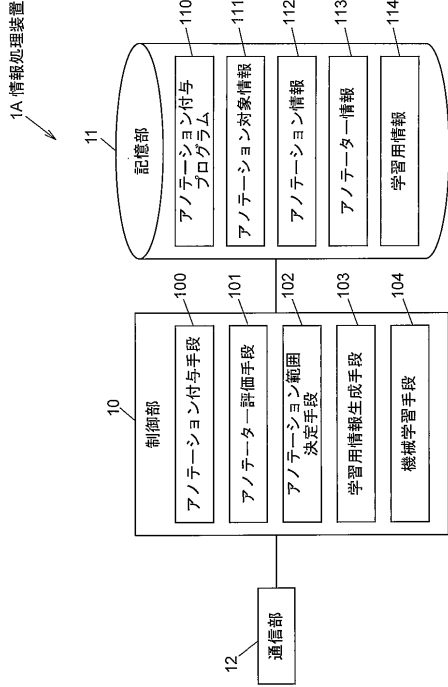 1A 情報処理装置
10
制御部
アノテーション付与手段
100
アノテーター評価手段
101
アノテーション範囲
決定手段
102
学習用情報生成手段
103
機械学習手段
104
11
記憶部
アノテーション付与
プログラム
110
アノテーション対象情報
111
アノテーション情報
112
アノテーター情報
113
学習用情報
114
12
通信部